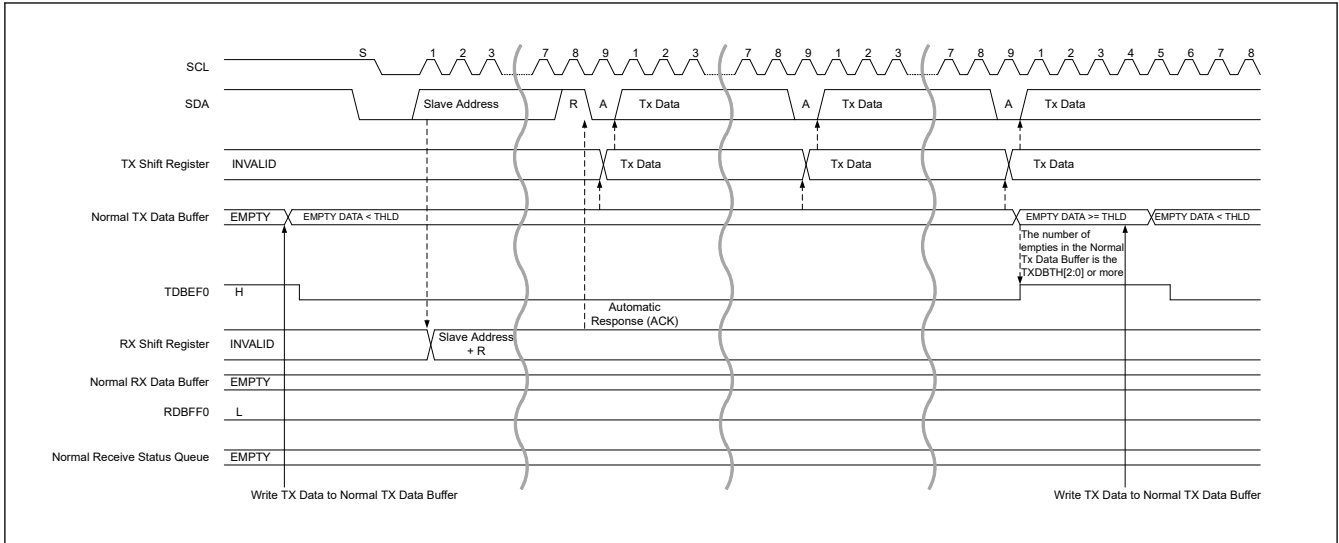 S 1 2 3 7 8 9 1 2 3 7 8 9 1 2 3 7 8 9 1 2 3 4 5 6 7 8
SCL
SDA Slave Address R A Tx Data A Tx Data A Tx Data
TX Shift Register INVALID Tx Data Tx Data Tx Data
Normal TX Data Buffer EMPTY EMPTY DATA < THLD EMPTY DATA >= THLD EMPTY DATA < THLD
The number of
empties in the Normal
Tx Data Buffer is the
TXDBTH[2:0] or more
TDBEF0 H
Automatic
Response (ACK)
RX Shift Register INVALID Slave Address
+ R
Normal RX Data Buffer EMPTY
RDBFF0 L
Normal Receive Status Queue EMPTY
Write TX Data to Normal TX Data Buffer Write TX Data to Normal TX Data Buffer